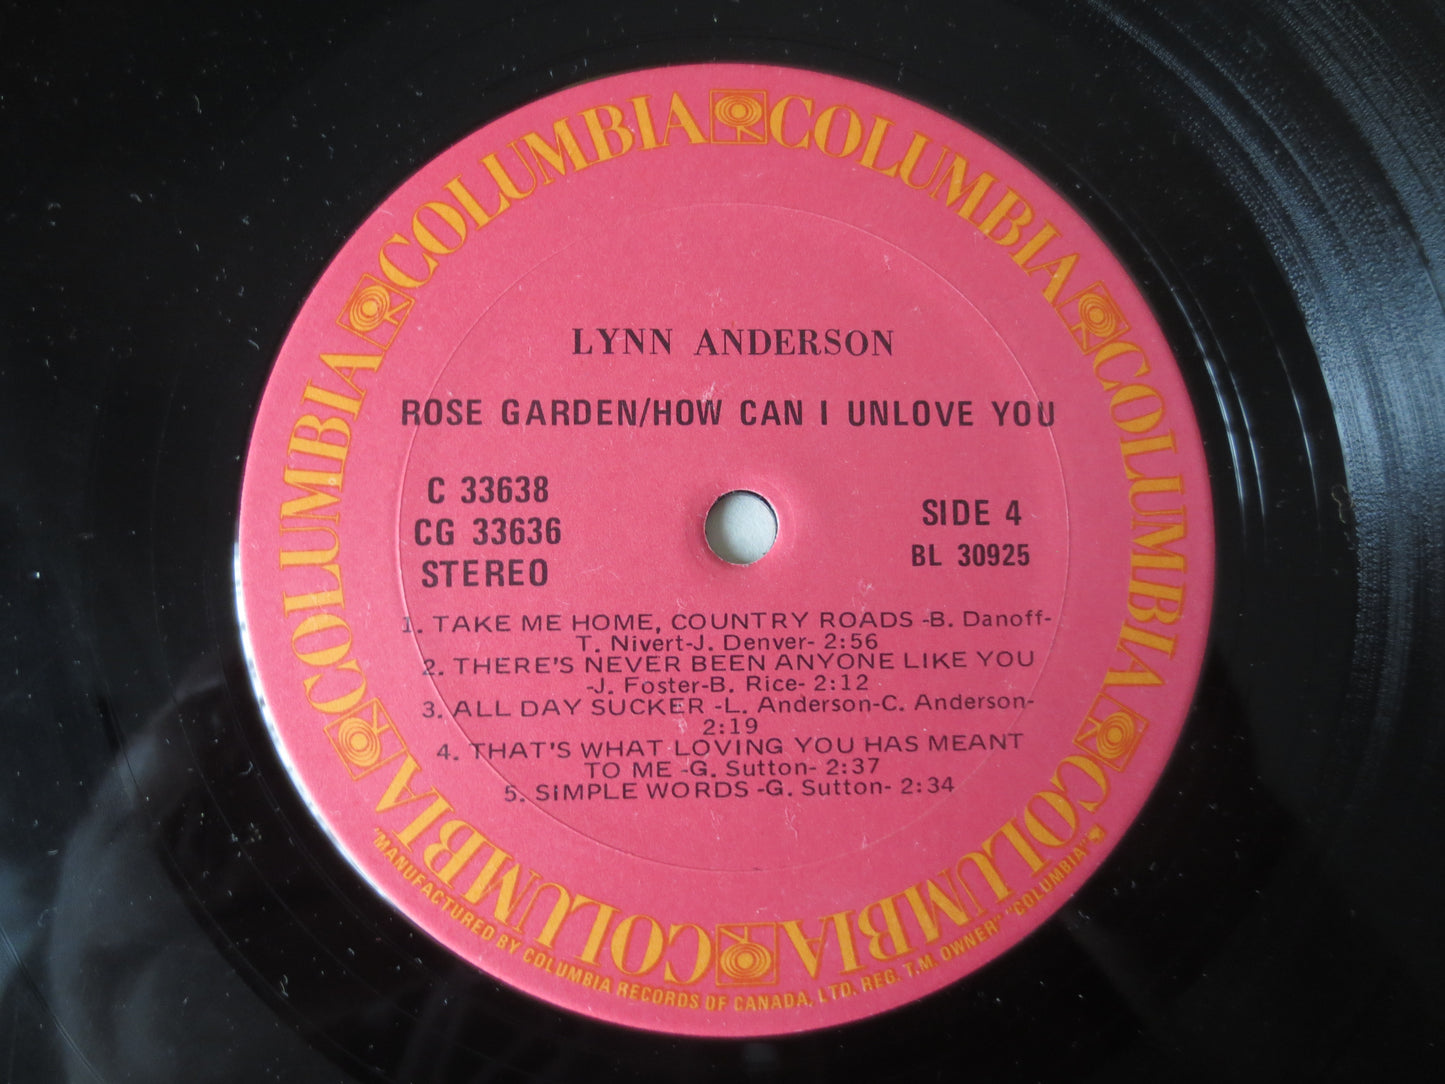 COLUMBIA COLUMBIA COLUMBIA COLUMBIA COLUMBIA COLUMBIA COLUMBIA COLUMBIA
LYNN ANDERSON
ROSE GARDEN/HOW CAN I UNLOVE YOU
C 33638
CG 33636
STEREO
SIDE 4
BL 30925
1. TAKE ME HOME, COUNTRY ROADS -B. Danoff-
T. Nivert-J. Denver- 2:56
2. THERE'S NEVER BEEN ANYONE LIKE YOU
-J. Foster-B. Rice- 2:12
3. ALL DAY SUCKER -L. Anderson-C. Anderson-
2:19
4. THAT'S WHAT LOVING YOU HAS MEANT
TO ME -G. Sutton- 2:37
5. SIMPLE WORDS -G. Sutton- 2:34
"MANUFACTURED BY COLUMBIA RECORDS OF CANADA, LTD. REG. T.M. OWNER" "COLUMBIA"